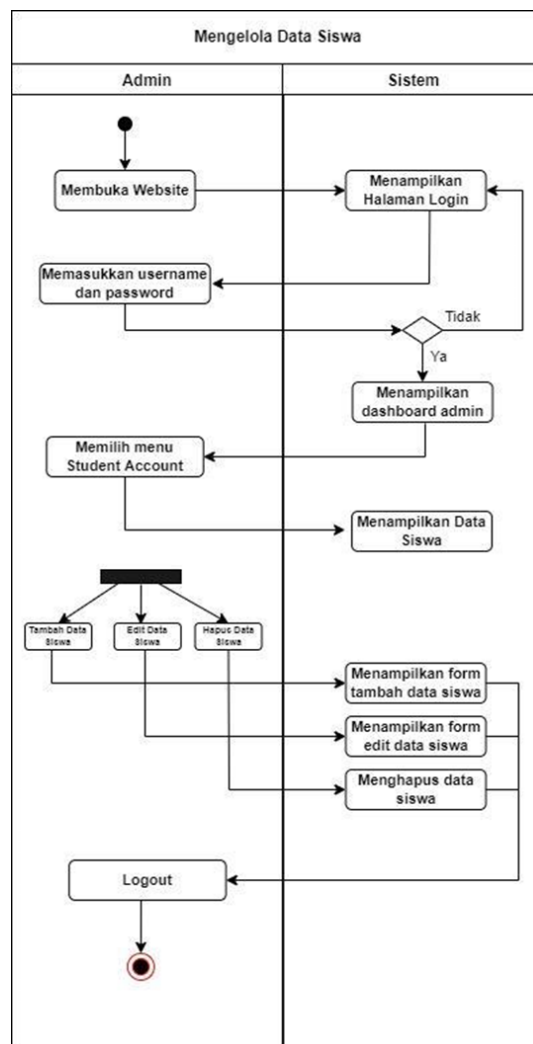 Mengelola Data Siswa
Admin
Sistem
Membuka Website
Menampilkan
Halaman Login
Memasukkan username
dan password
Tidak
Ya
Menampilkan
dashboard admin
Memilih menu
Student Account
Menampilkan Data
Siswa
Tambah Data
Siswa
Edit Data
Siswa
Hapus Data
Siswa
Menampilkan form
tambah data siswa
Menampilkan form
edit data siswa
Menghapus data
siswa
Logout